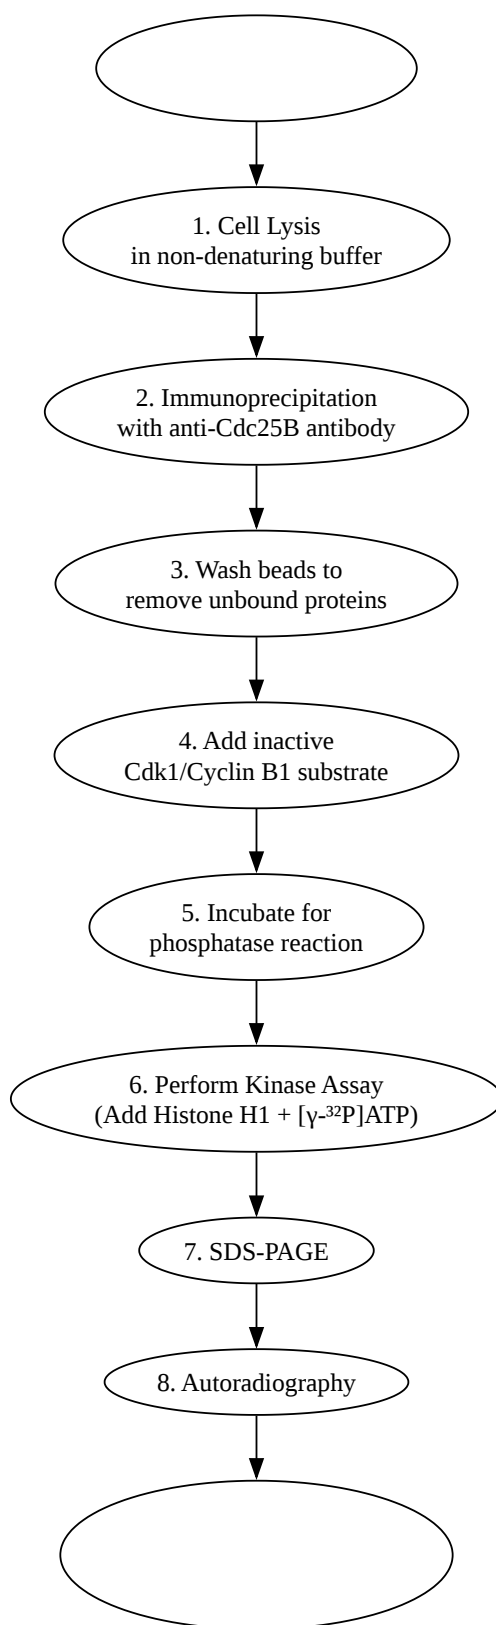 1. Cell Lysis
in non-denaturing buffer
2. Immunoprecipitation
with anti-Cdc25B antibody
3. Wash beads to
remove unbound proteins
4. Add inactive
Cdk1/Cyclin B1 substrate
5. Incubate for
phosphatase reaction
6. Perform Kinase Assay
(Add Histone H1 + [γ-³²P]ATP)
7. SDS-PAGE
8. Autoradiography